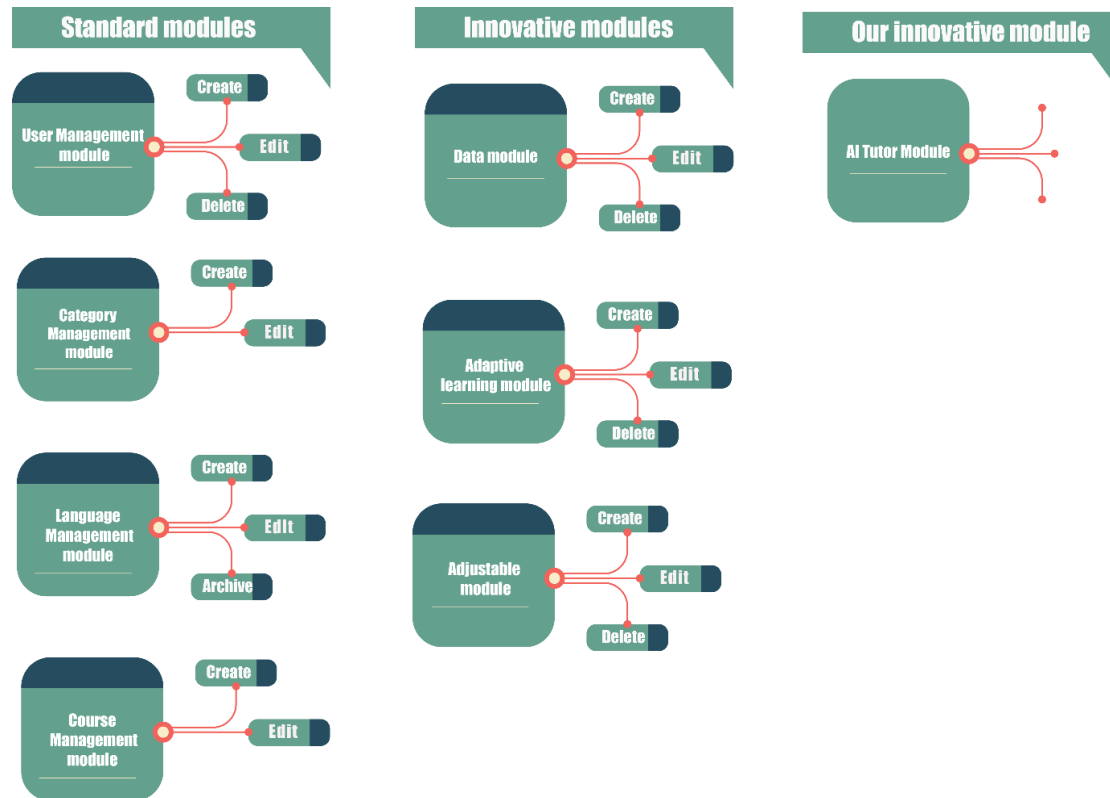 Standard modules
User Management
module
Create
Edit
Delete
Category
Management
module
Create
Edit
Language
Management
module
Create
EdIt
Archive
Course
Management
module
Create
Edit
Innovative modules
Data module
Create
Edit
Delete
Adaptive
learning module
Create
Edit
Delete
Adjustable
module
Create
Edit
Delete
Our innovative module
AI Tutor Module